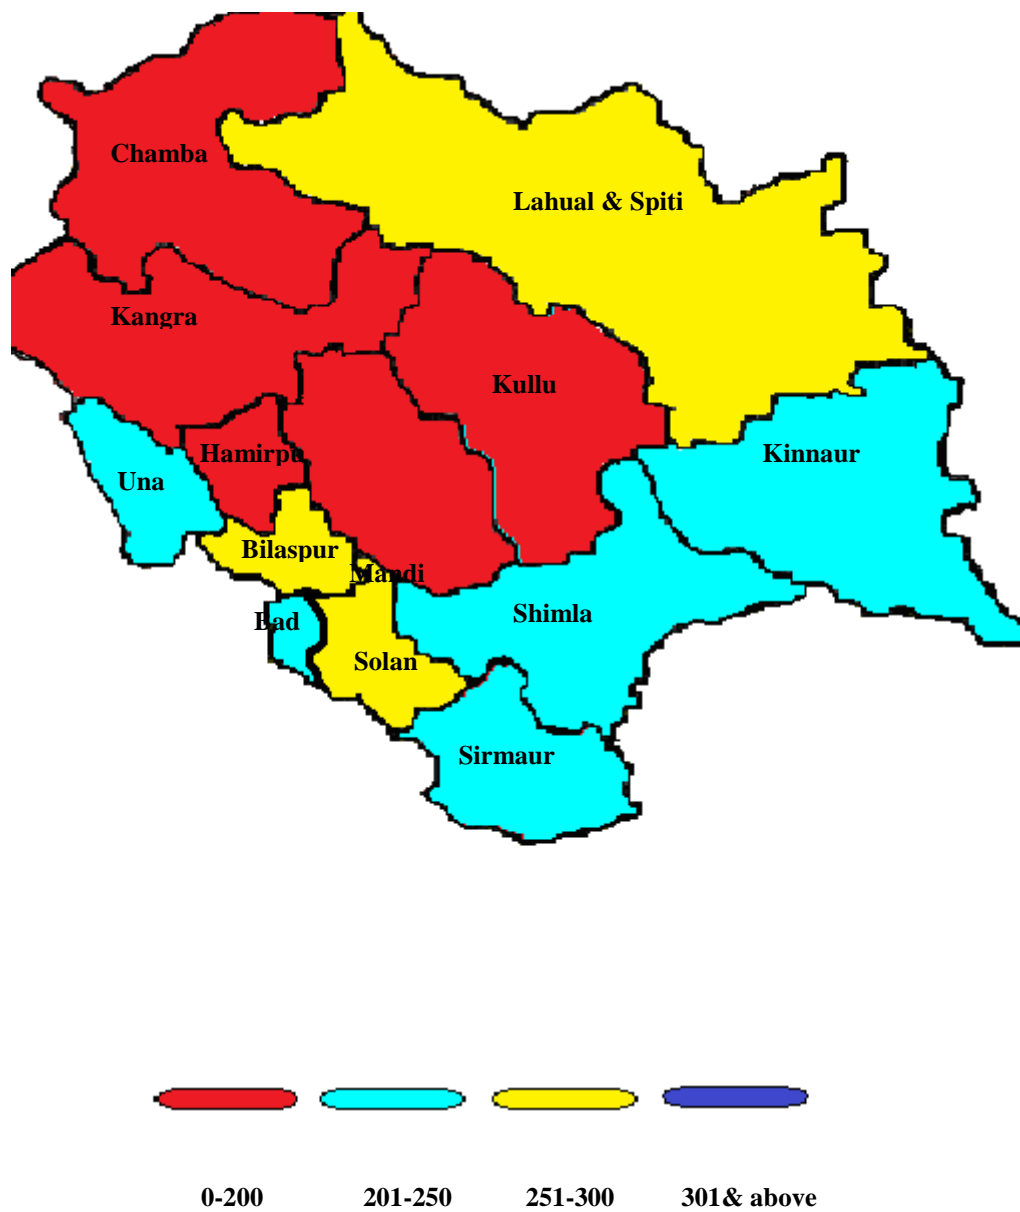 Chamba
Lahual & Spiti
Kangra
Kullu
Hamirpu
Kinnaur
Una
Bilaspur
Mandi
Bad
Shimla
Solan
Sirmaur
0-200 201-250 251-300 301& above